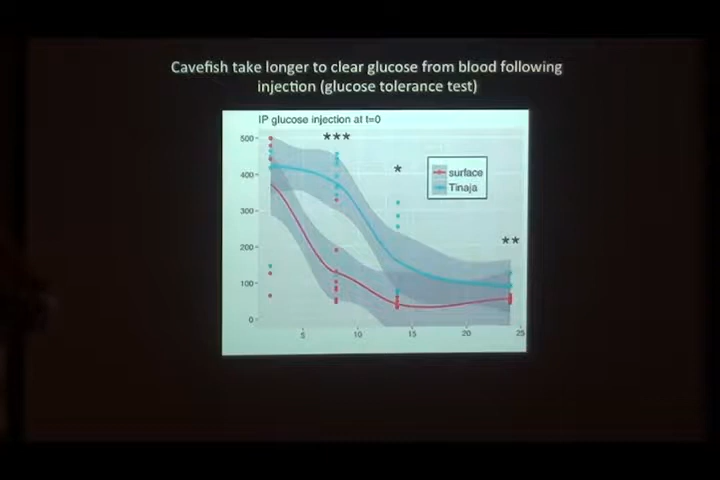 Cavefish take longer to clear glucose from blood following
injection (glucose tolerance test)
IP glucose injection at t=0
500
***
400
*
surface
Tinaja
300
**
200
100
0
5
10
15
20
25